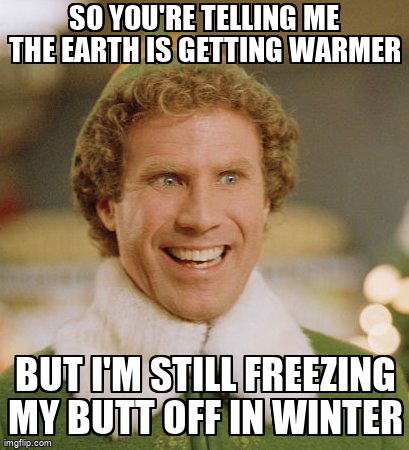 SO YOU'RE TELLING ME
THE EARTH IS GETTING WARMER
BUT I'M STILL FREEZING
MY BUTT OFF IN WINTER
imgflip.com